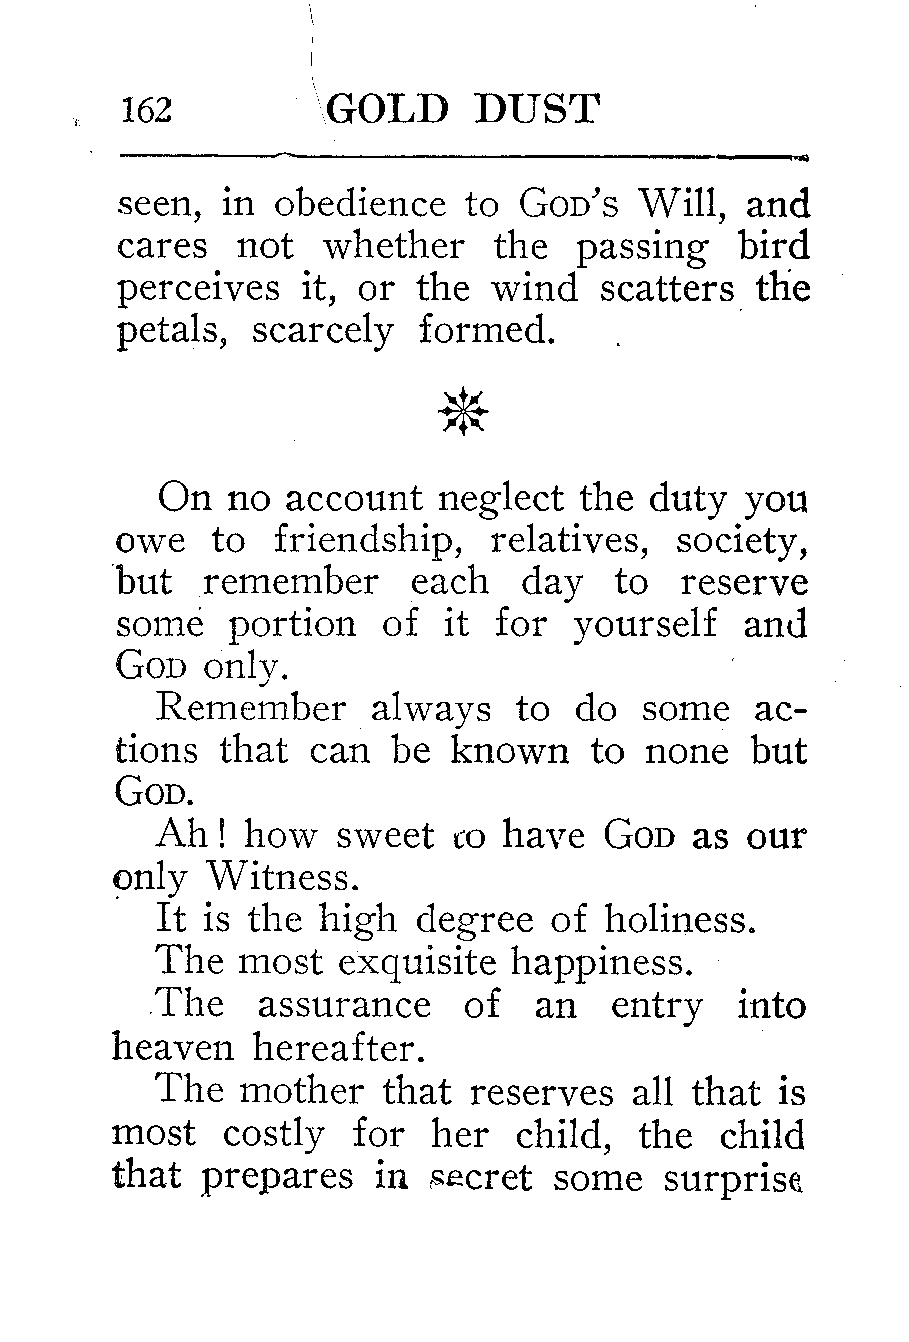 162 GOLD DUST
seen, in obedience to GOD's Will, and
cares not whether the passing bird
perceives it, or the wind scatters the
petals, scarcely formed.
On no account neglect the duty you
owe to friendship, relatives, society,
but remember each day to reserve
some portion of it for yourself and
GOD only.
Remember always to do some ac-
tions that can be known to none but
GOD.
Ah! how sweet to have GOD as our
only Witness.
It is the high degree of holiness.
The most exquisite happiness.
The assurance of an entry into
heaven hereafter.
The mother that reserves all that is
most costly for her child, the child
that prepares in secret some surprise